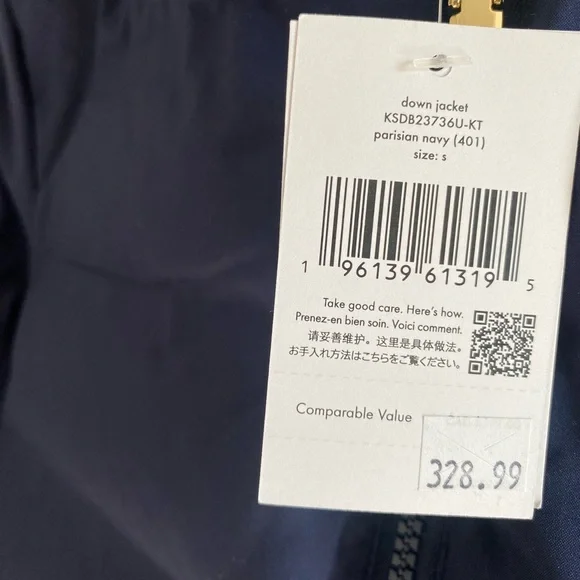 down jacket
KSDB23736U-KT
parisian navy (401)
size: s
1 96139 61319 5
Take good care. Here's how.
Prenez-en bien soin. Voici comment.
请妥善维护。这里是具体做法。
お手入れ方法はこちらをご覧ください。
Comparable Value
328.99